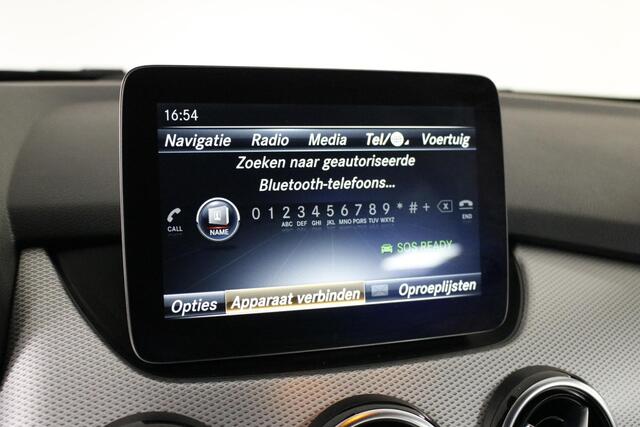 16:54
Navigatie Radio Media Tel/ Voertuig
Zoeken naar geautoriseerde
Bluetooth-telefoons...
0 1 2 3 4 5 6 7 8 9 * # +
ABC DEF GHI JKL MNO PQRS TUV WXYZ
CALL NAME END
SOS READY
Opties Apparaat verbinden Oproeplijsten